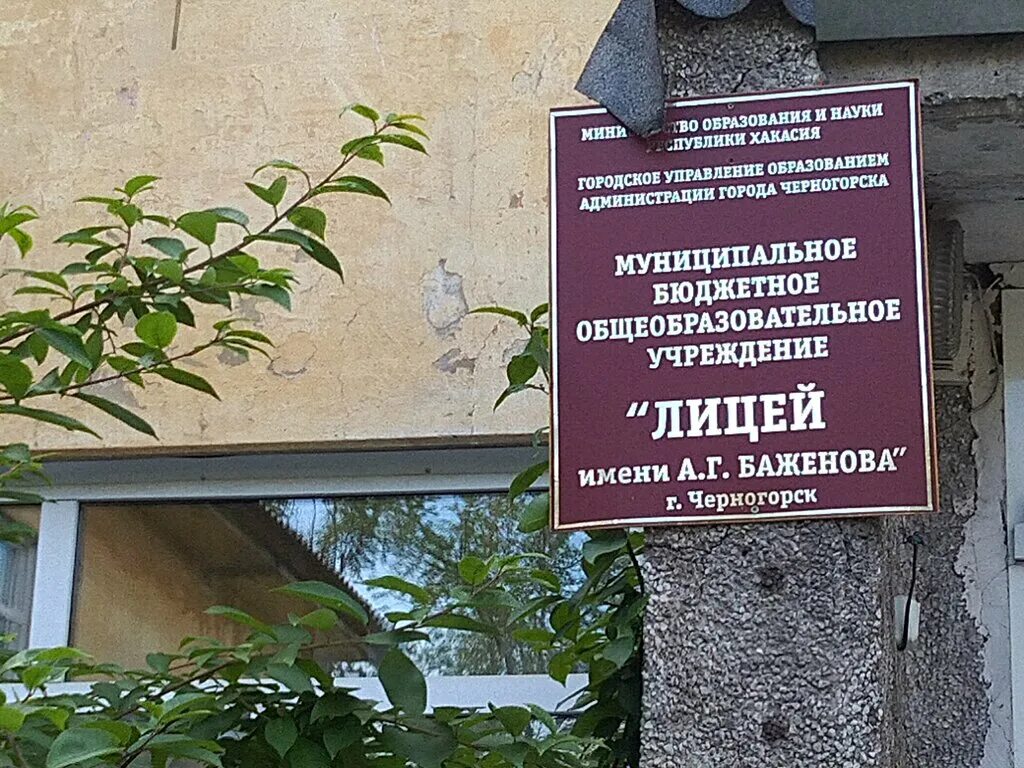 ОБРАЗОВАНИЯ И НАУКИ
ХАКАСИЯ
ГОРОДСКОЕ УПРАВЛЕНИЕ ОБРАЗОВАНИЕМ
АДМИНИСТРАЦИИ ГОРОДА ЧЕРНОГОРСКА
МУНИЦИПАЛЬНОЕ
БЮДЖЕТНОЕ
ОБЩЕОБРАЗОВАТЕЛЬНОЕ
УЧРЕЖДЕНИЕ
"ЛИЦЕЙ
имени А.Г. БАЖЕНОВА"
г. Черногорск